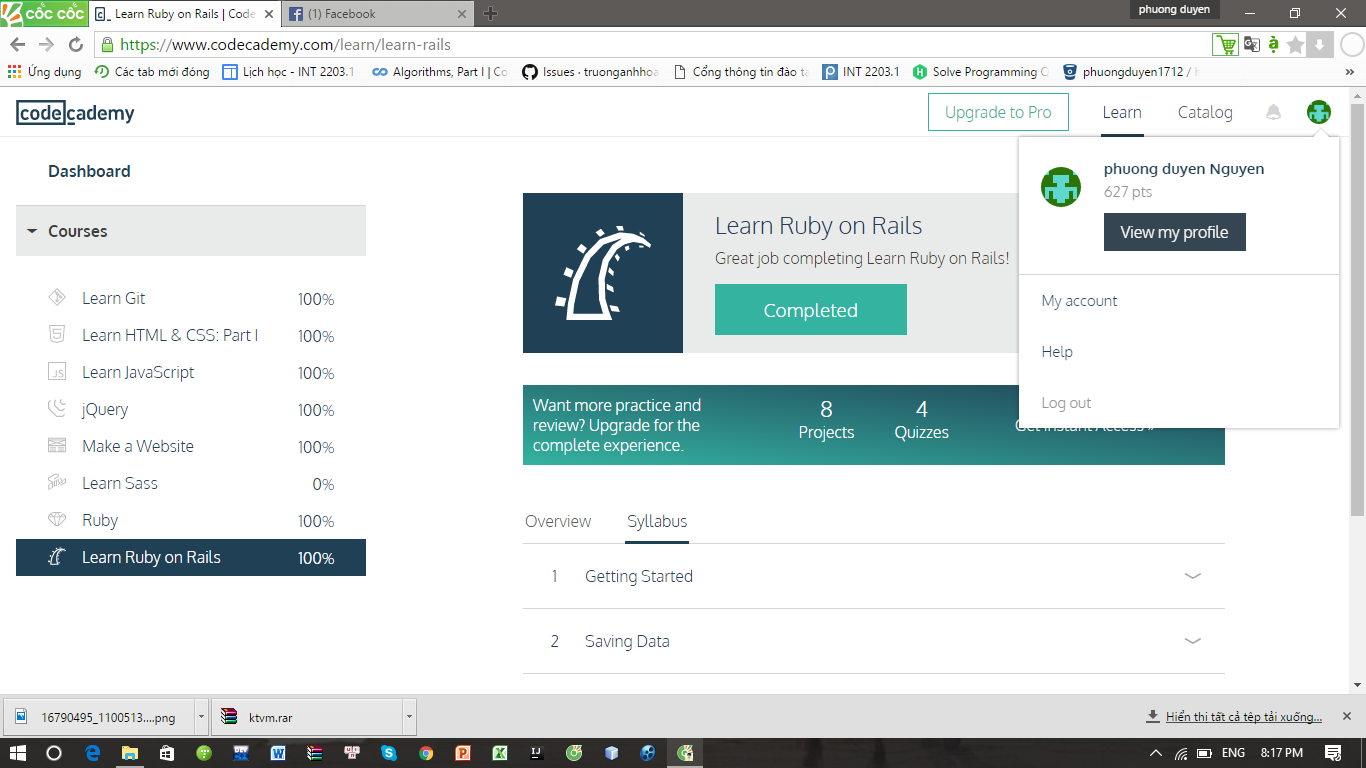 CỐC CỐC
Learn Ruby on Rails | Code
(1) Facebook
phuong duyen
https://www.codecademy.com/learn/learn-rails
Ứng dụng
Các tab mới đóng
Lịch học - INT 2203.1
Algorithms, Part I | Co
Issues · truonganhhoa
Cổng thông tin đào tạ
INT 2203.1
Solve Programming Q
phuongduyen1712 /
»
codecademy
Upgrade to Pro
Learn
Catalog
Dashboard
Courses
Learn Git 100%
Learn HTML & CSS: Part I 100%
Learn JavaScript 100%
jQuery 100%
Make a Website 100%
Learn Sass 0%
Ruby 100%
Learn Ruby on Rails 100%
Learn Ruby on Rails
Great job completing Learn Ruby on Rails!
Completed
phuong duyen Nguyen
627 pts
View my profile
My account
Help
Log out
Want more practice and
review? Upgrade for the
complete experience.
8
Projects
4
Quizzes
Get Instant Access »
Overview
Syllabus
1 Getting Started
2 Saving Data
16790495_1100513....png
ktvm.rar
Hiển thị tất cả tệp tải xuống...
ENG
8:17 PM